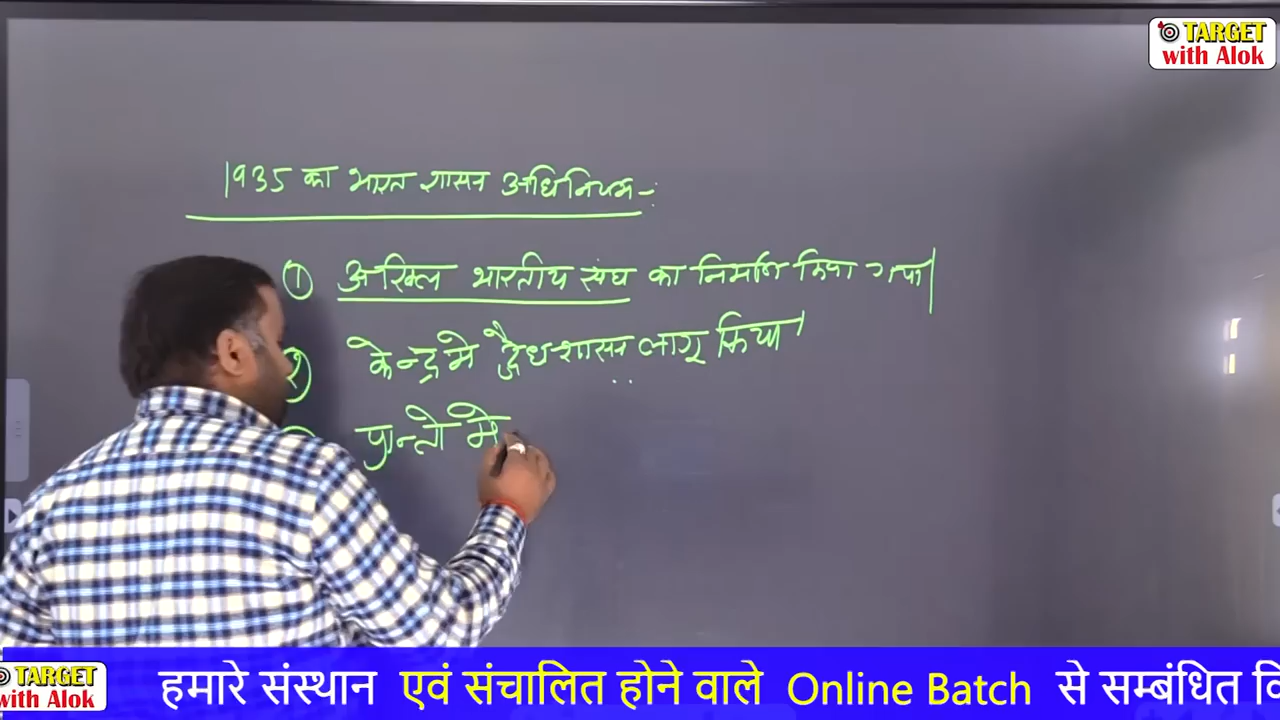 TARGET
with Alok
1935 का भारत शासन अधिनियम -:
① अखिल भारतीय संघ का निर्माण किया गया|
२ केन्द्र मे द्वैध शासन लागू किया
प्रान्तो मे
TARGET
with Alok
हमारे संस्थान एवं संचालित होने वाले Online Batch से सम्बंधित